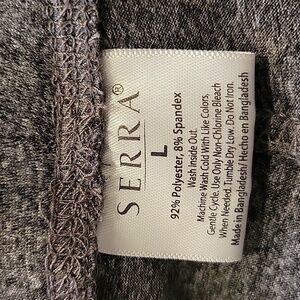 SERRA®
L
92% Polyester, 8% Spandex
Wash Inside Out.
Machine Wash Cold With Like Colors,
Gentle Cycle. Use Only Non-Chlorine Bleach
When Needed. Tumble Dry Low. Do Not Iron.
Made in Bangladesh/ Hecho en Bangladesh